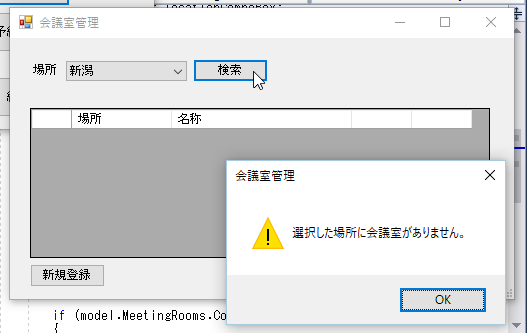 会議室管理
場所 新潟 検索
場所 名称
会議室管理
選択した場所に会議室がありません。
OK
新規登録
if (model.MeetingRooms.Co
{